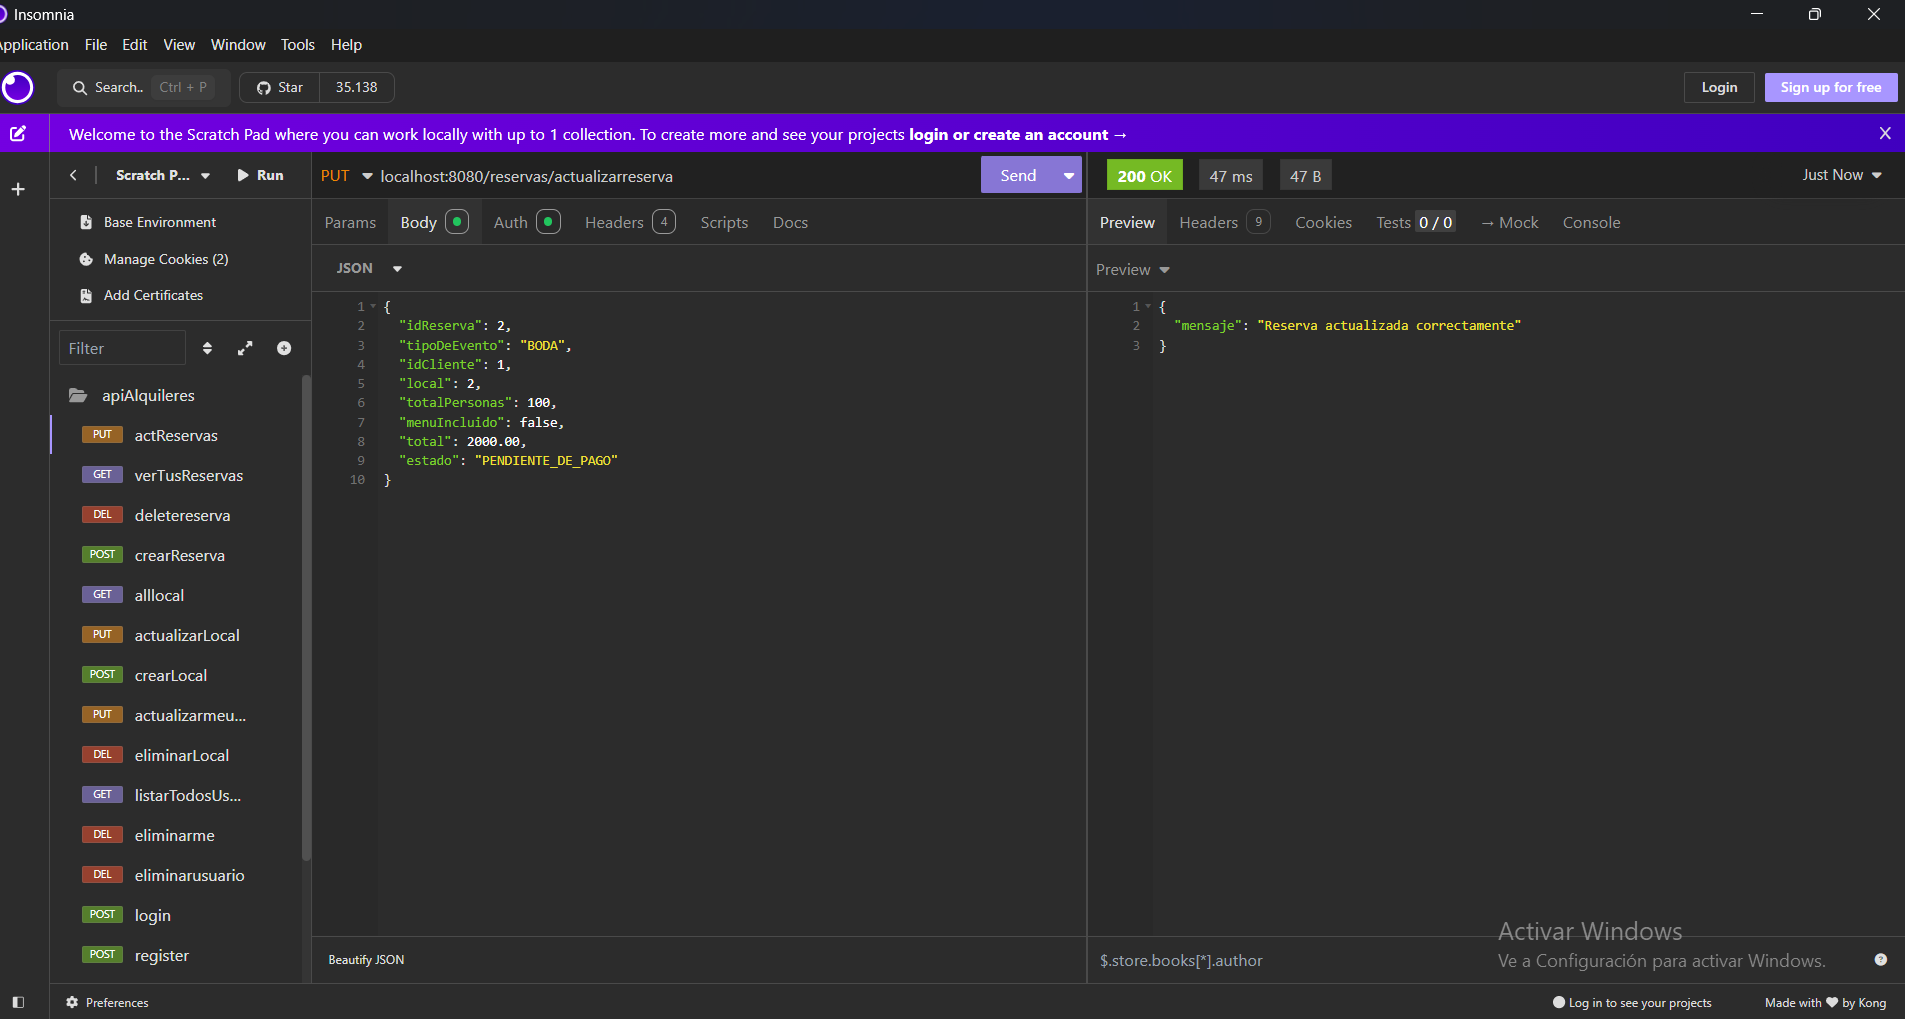 Insomnia
pplication File Edit View Window Tools Help
Search.. Ctrl + P Star 35.138 Login Sign up for free
Welcome to the Scratch Pad where you can work locally with up to 1 collection. To create more and see your projects login or create an account →
Scratch P... Run
PUT localhost:8080/reservas/actualizarreserva Send
200 OK 47 ms 47 B Just Now
Base Environment
Manage Cookies (2)
Add Certificates
Filter
apiAlquileres
PUT actReservas
GET verTusReservas
DEL deletereserva
POST crearReserva
GET alllocal
PUT actualizarLocal
POST crearLocal
PUT actualizarmeu...
DEL eliminarLocal
GET listarTodosUs...
DEL eliminarme
DEL eliminarusuario
POST login
POST register
Params Body Auth Headers 4 Scripts Docs
JSON
1 {
2 "idReserva": 2,
3 "tipoDeEvento": "BODA",
4 "idCliente": 1,
5 "local": 2,
6 "totalPersonas": 100,
7 "menuIncluido": false,
8 "total": 2000.00,
9 "estado": "PENDIENTE_DE_PAGO"
10 }
Beautify JSON
Preview Headers 9 Cookies Tests 0 / 0 → Mock Console
Preview
1 {
2 "mensaje": "Reserva actualizada correctamente"
3 }
$.store.books[*].author
Activar Windows
Ve a Configuración para activar Windows.
Preferences
Log in to see your projects Made with ♥ by Kong